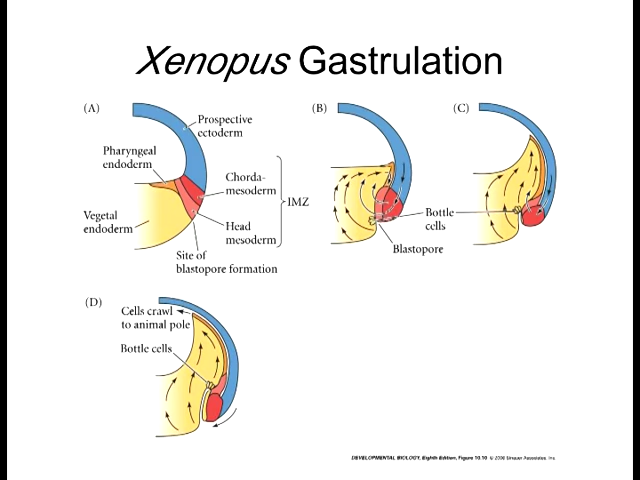 Xenopus Gastrulation
(A)
Prospective
ectoderm
Pharyngeal
endoderm
Chorda-
mesoderm
IMZ
Vegetal
endoderm
Head
mesoderm
Site of
blastopore formation
(B)
(C)
Bottle
cells
Blastopore
(D)
Cells crawl
to animal pole
Bottle cells
DEVELOPMENTAL BIOLOGY, Eighth Edition, Figure 10.10 © 2006 Sinauer Associates, Inc.